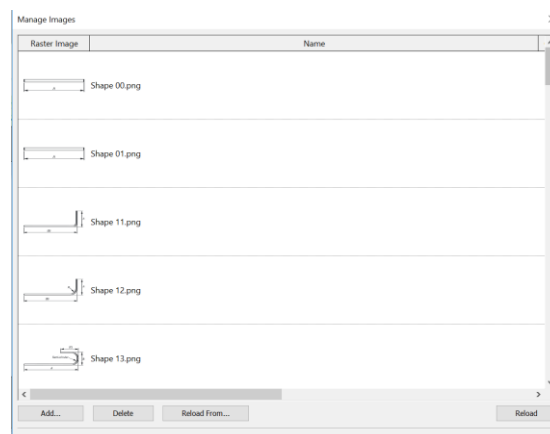 Manage Images
Raster Image Name
Shape 00.png
Shape 01.png
Shape 11.png
Shape 12.png
Shape 13.png
Add... Delete Reload From... Reload